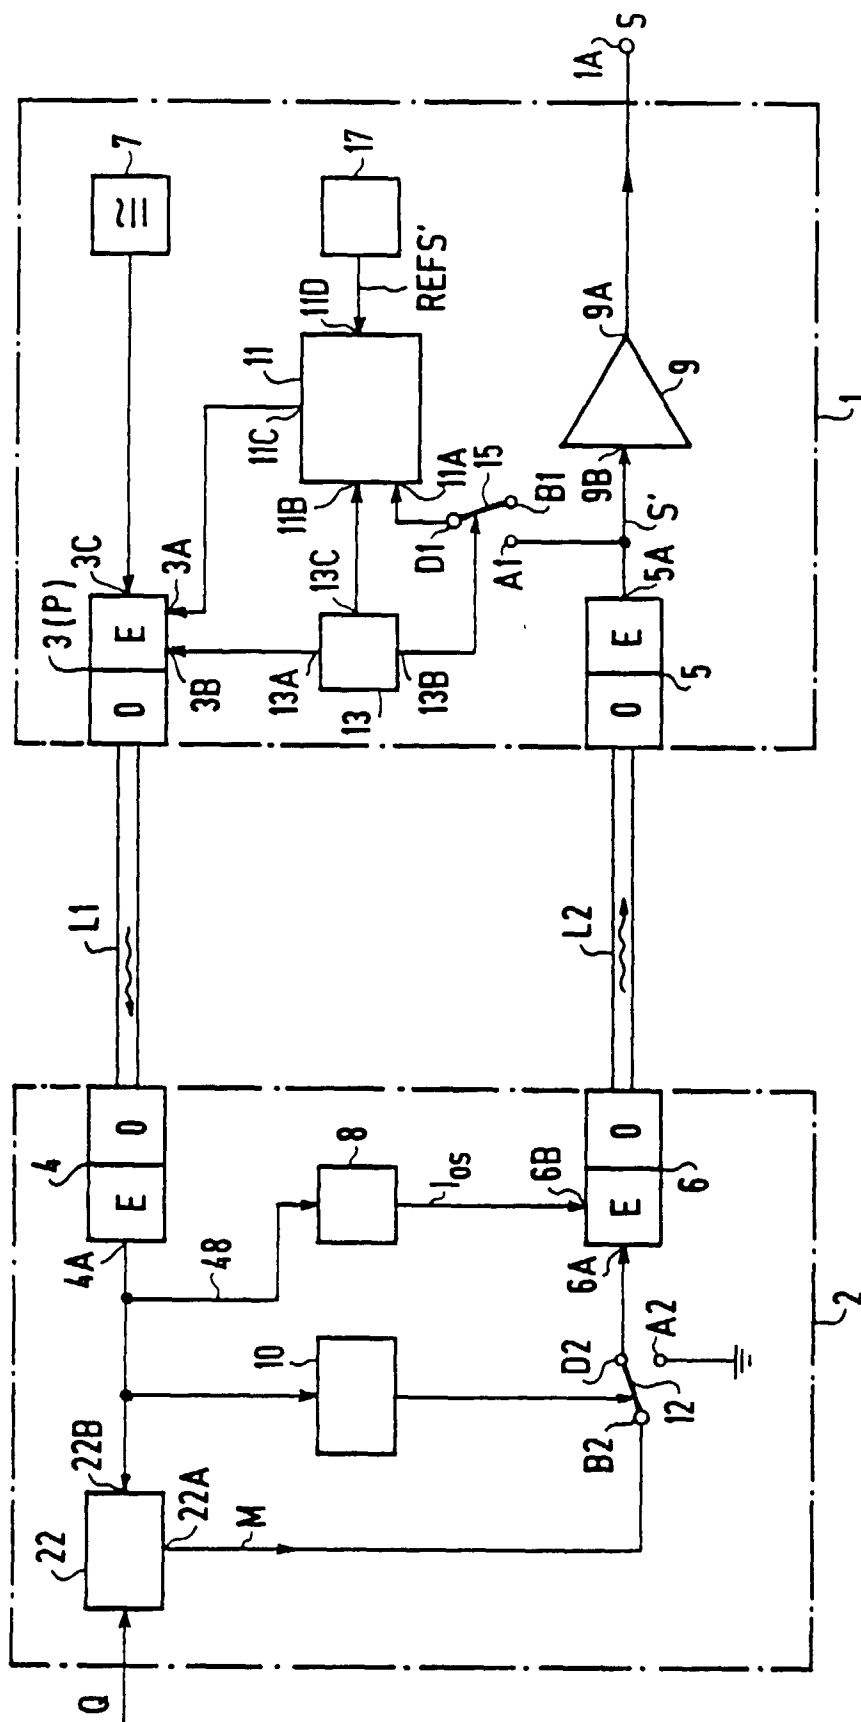 Q
22
22B
22A
M
10
48
4A
4
E
O
8
I0S
6B
6A
E
O
6
D2
A2
12
B2
2
L1
L2
3(P)
3C
O
E
3A
3B
7
13A
13C
13
13B
11B
11C
11
11D
17
REFS'
11A
15
D1
B1
A1
O
E
5A
5
S'
9B
9A
9
1A
S
1